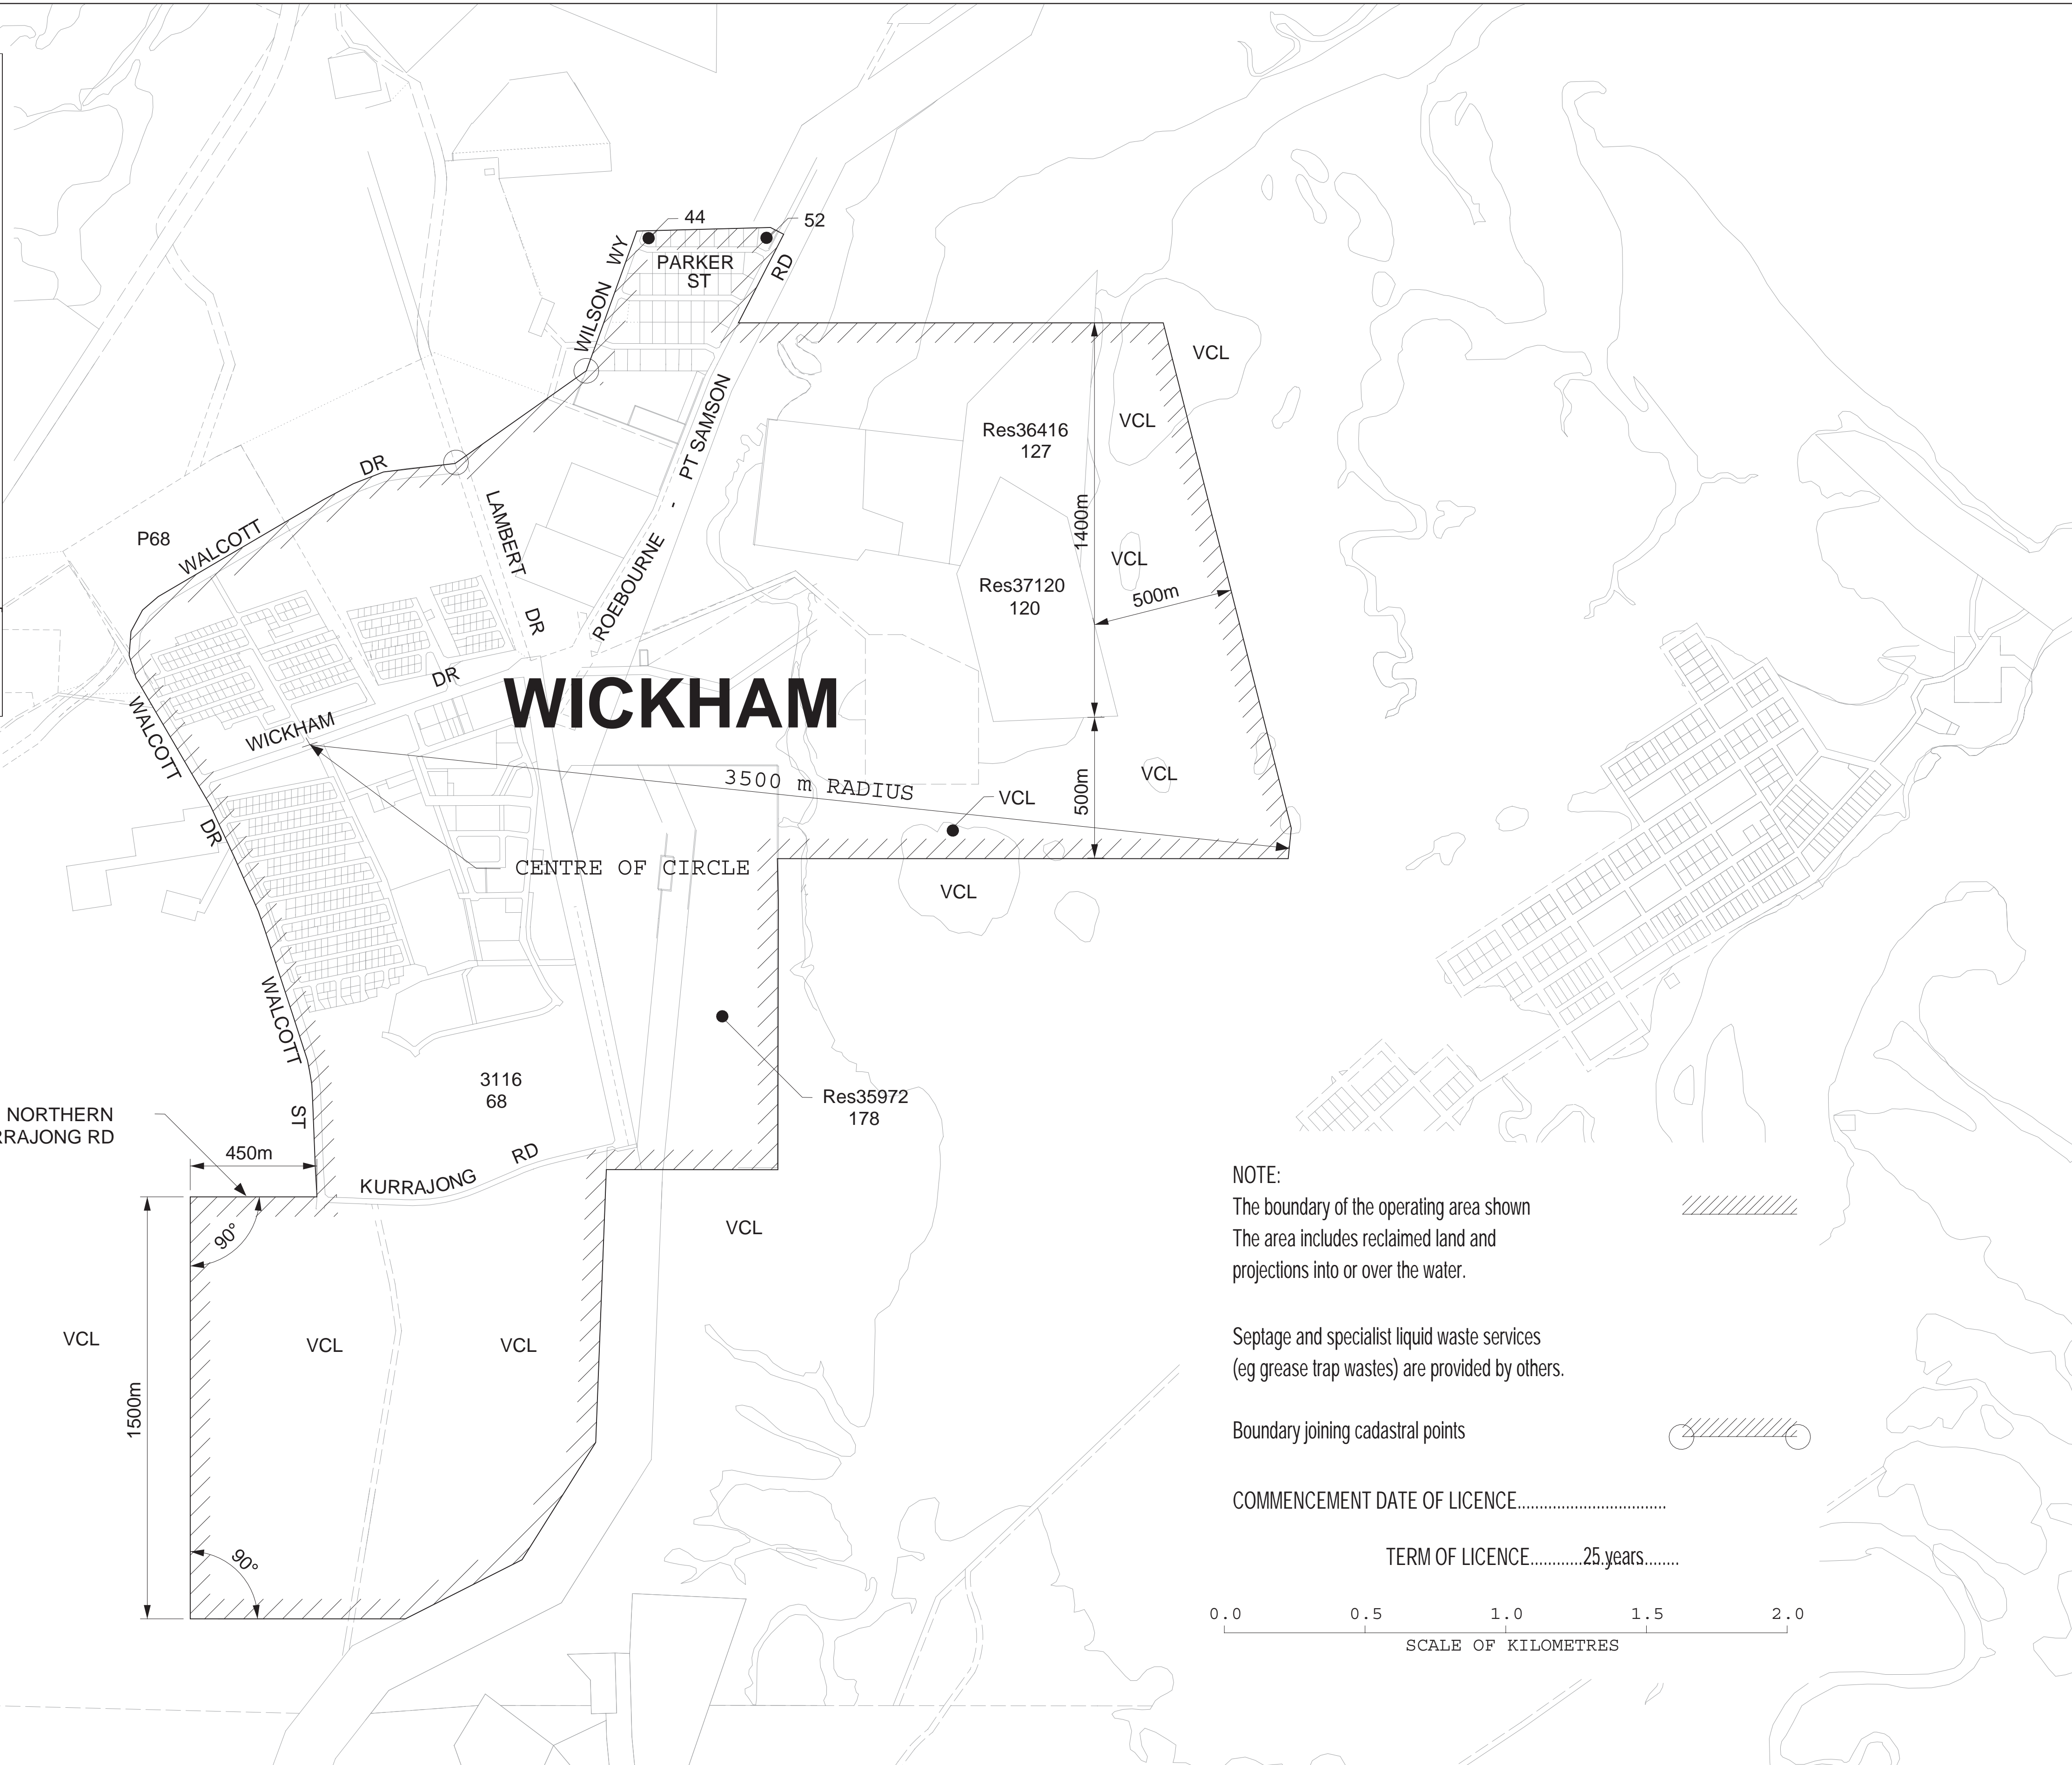 44
52
WILSON WY
PARKER
ST
RD
VCL
VCL
Res36416
127
DR
WALCOTT
P68
LAMBERT
DR
ROEBOURNE - PT SAMSON
1400m
VCL
500m
Res37120
120
DR
WICKHAM
WICKHAM
WALCOTT
DR
3500 m RADIUS
VCL
VCL
500m
CENTRE OF CIRCLE
VCL
WALCOTT
ST
3116
68
Res35972
178
NORTHERN
RRAJONG RD
450m
KURRAJONG RD
90°
VCL
VCL
VCL
VCL
1500m
90°
NOTE:
The boundary of the operating area shown
The area includes reclaimed land and
projections into or over the water.
Septage and specialist liquid waste services
(eg grease trap wastes) are provided by others.
Boundary joining cadastral points
COMMENCEMENT DATE OF LICENCE..................................
TERM OF LICENCE............25 years........
0.0 0.5 1.0 1.5 2.0
SCALE OF KILOMETRES